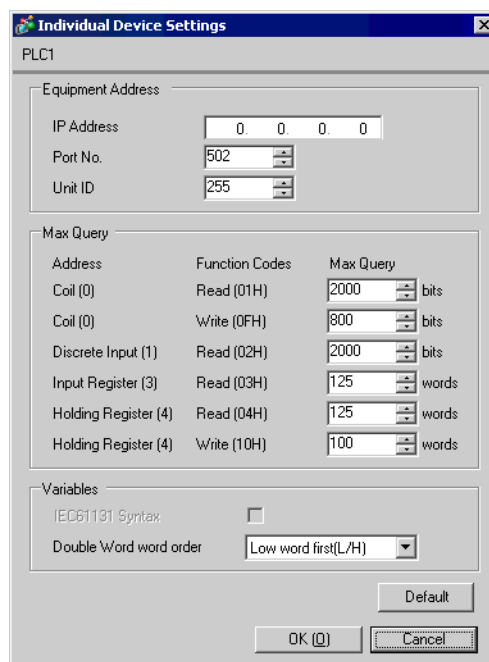 Individual Device Settings
PLC1
Equipment Address
IP Address 0. 0. 0. 0
Port No. 502
Unit ID 255
Max Query
Address Function Codes Max Query
Coil (0) Read (01H) 2000 bits
Coil (0) Write (0FH) 800 bits
Discrete Input (1) Read (02H) 2000 bits
Input Register (3) Read (03H) 125 words
Holding Register (4) Read (04H) 125 words
Holding Register (4) Write (10H) 100 words
Variables
IEC61131 Syntax
Double Word word order Low word first(L/H)
Default
OK (O) Cancel